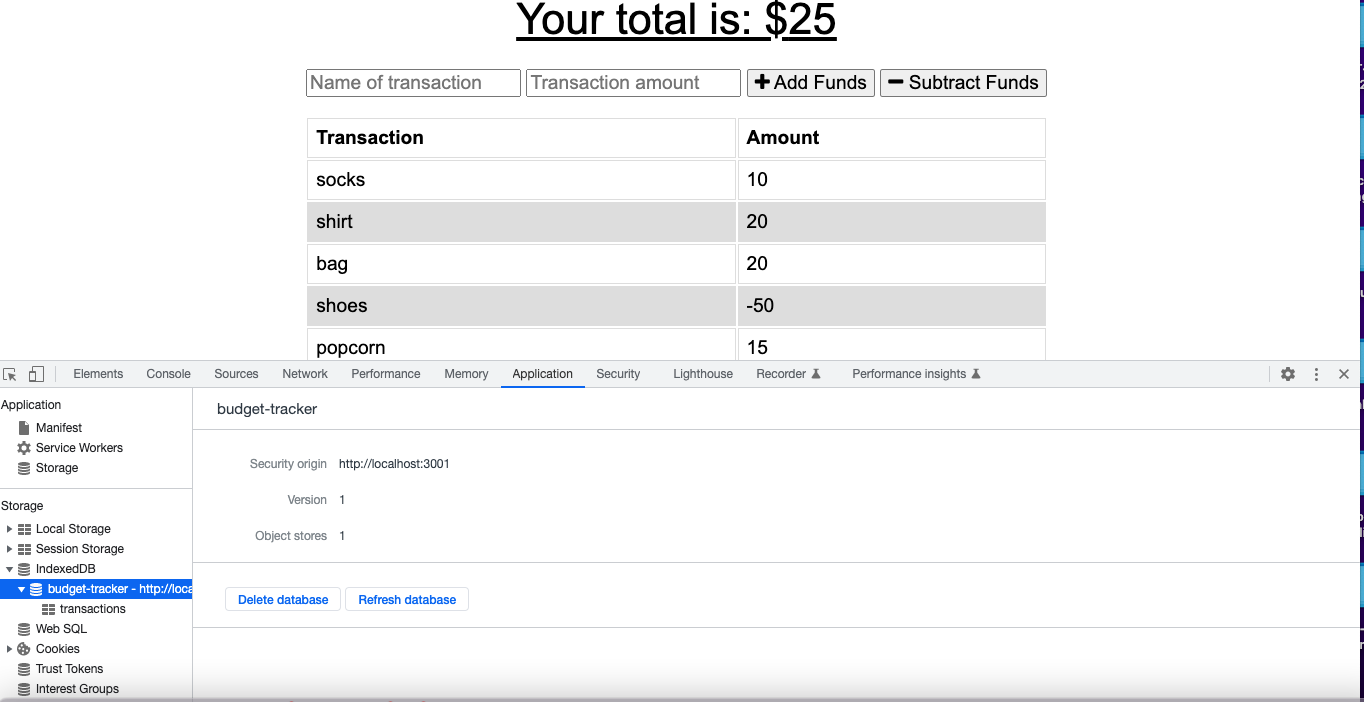 Your total is: $25
Name of transaction Transaction amount Add Funds Subtract Funds
Transaction Amount
socks 10
shirt 20
bag 20
shoes -50
popcorn 15
Elements Console Sources Network Performance Memory Application Security Lighthouse Recorder Performance insights
Application
Manifest
Service Workers
Storage
Storage
Local Storage
Session Storage
IndexedDB
budget-tracker - http://loca
transactions
Web SQL
Cookies
Trust Tokens
Interest Groups
budget-tracker
Security origin http://localhost:3001
Version 1
Object stores 1
Delete database Refresh database